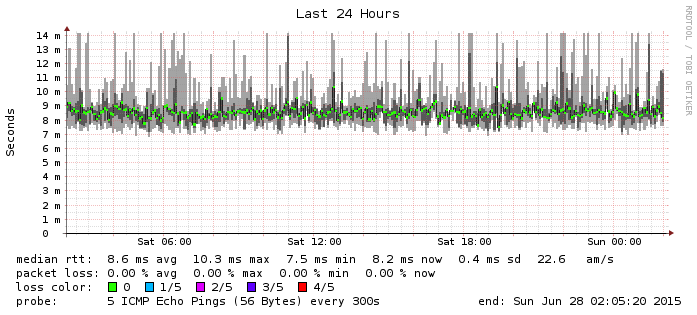 Last 24 Hours
RRDTOOL / TOBI OETIKER
Seconds
14 m
13 m
12 m
11 m
10 m
9 m
8 m
7 m
6 m
5 m
4 m
3 m
2 m
1 m
0
Sat 06:00 Sat 12:00 Sat 18:00 Sun 00:00
median rtt: 8.6 ms avg 10.3 ms max 7.5 ms min 8.2 ms now 0.4 ms sd 22.6 am/s
packet loss: 0.00 % avg 0.00 % max 0.00 % min 0.00 % now
loss color: 0 1/5 2/5 3/5 4/5
probe: 5 ICMP Echo Pings (56 Bytes) every 300s end: Sun Jun 28 02:05:20 2015